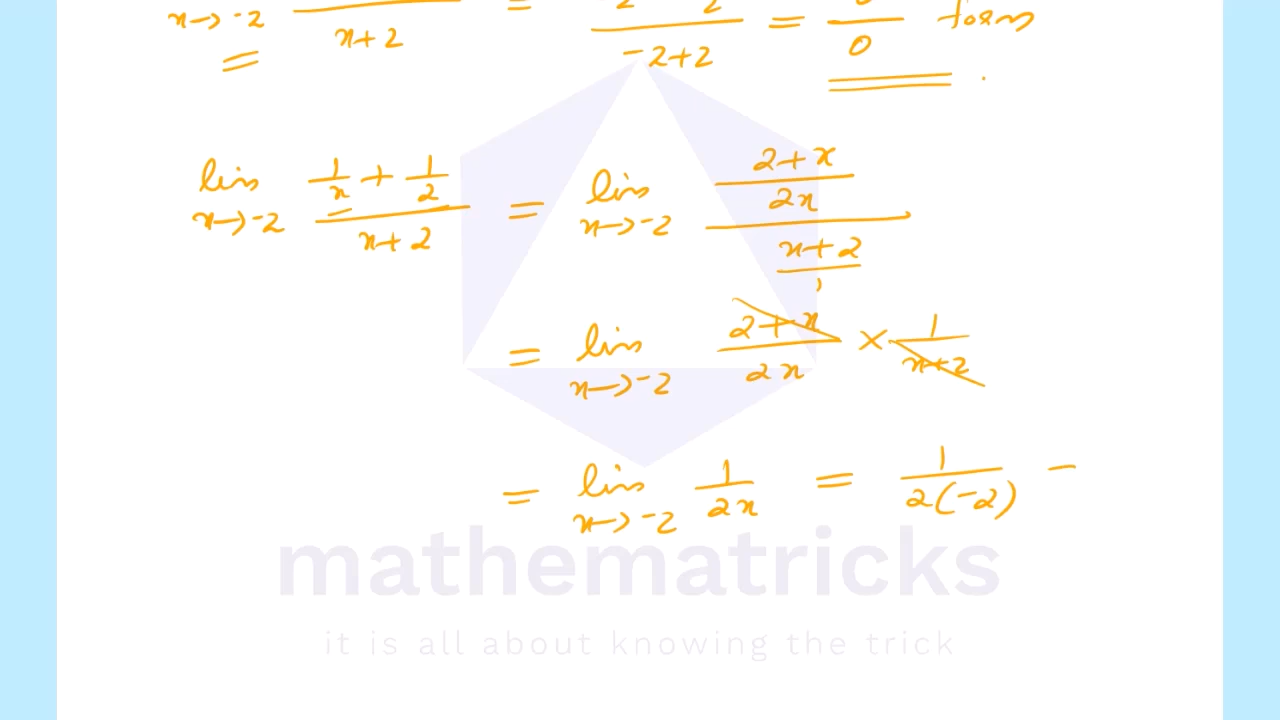 lim x→-2 ... / (x+2) = ... / (-2+2) = ... / 0 form
=
lim x→-2 (1/x + 1/2) / (x+2) = lim x→-2 ((2+x)/(2x)) / ((x+2)/1)
= lim x→-2 (2+x)/(2x) × 1/(x+2)
= lim x→-2 1/(2x) = 1/(2(-2)) -
mathematricks
it is all about knowing the trick